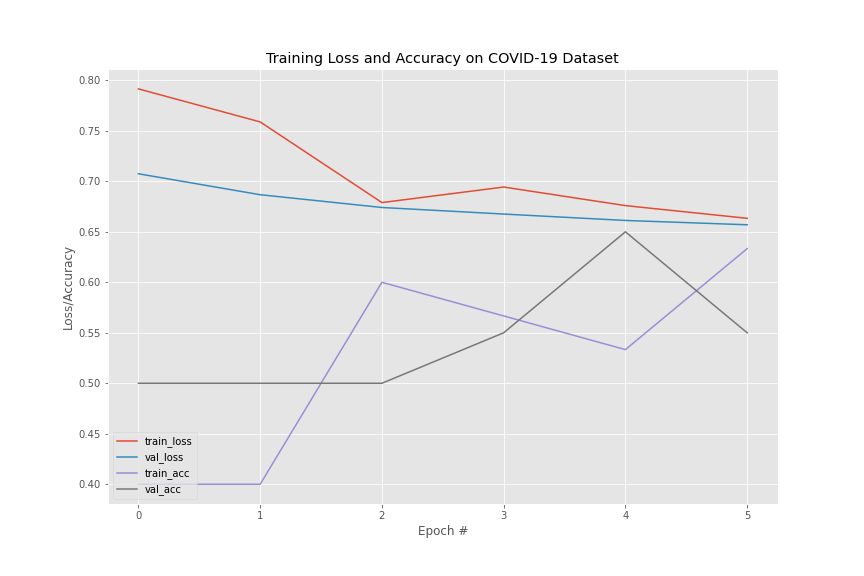 Training Loss and Accuracy on COVID-19 Dataset
0.80
0.75
0.70
0.65
0.60
0.55
0.50
0.45
0.40
Loss/Accuracy
train_loss
val_loss
train_acc
val_acc
0 1 2 3 4 5
Epoch #